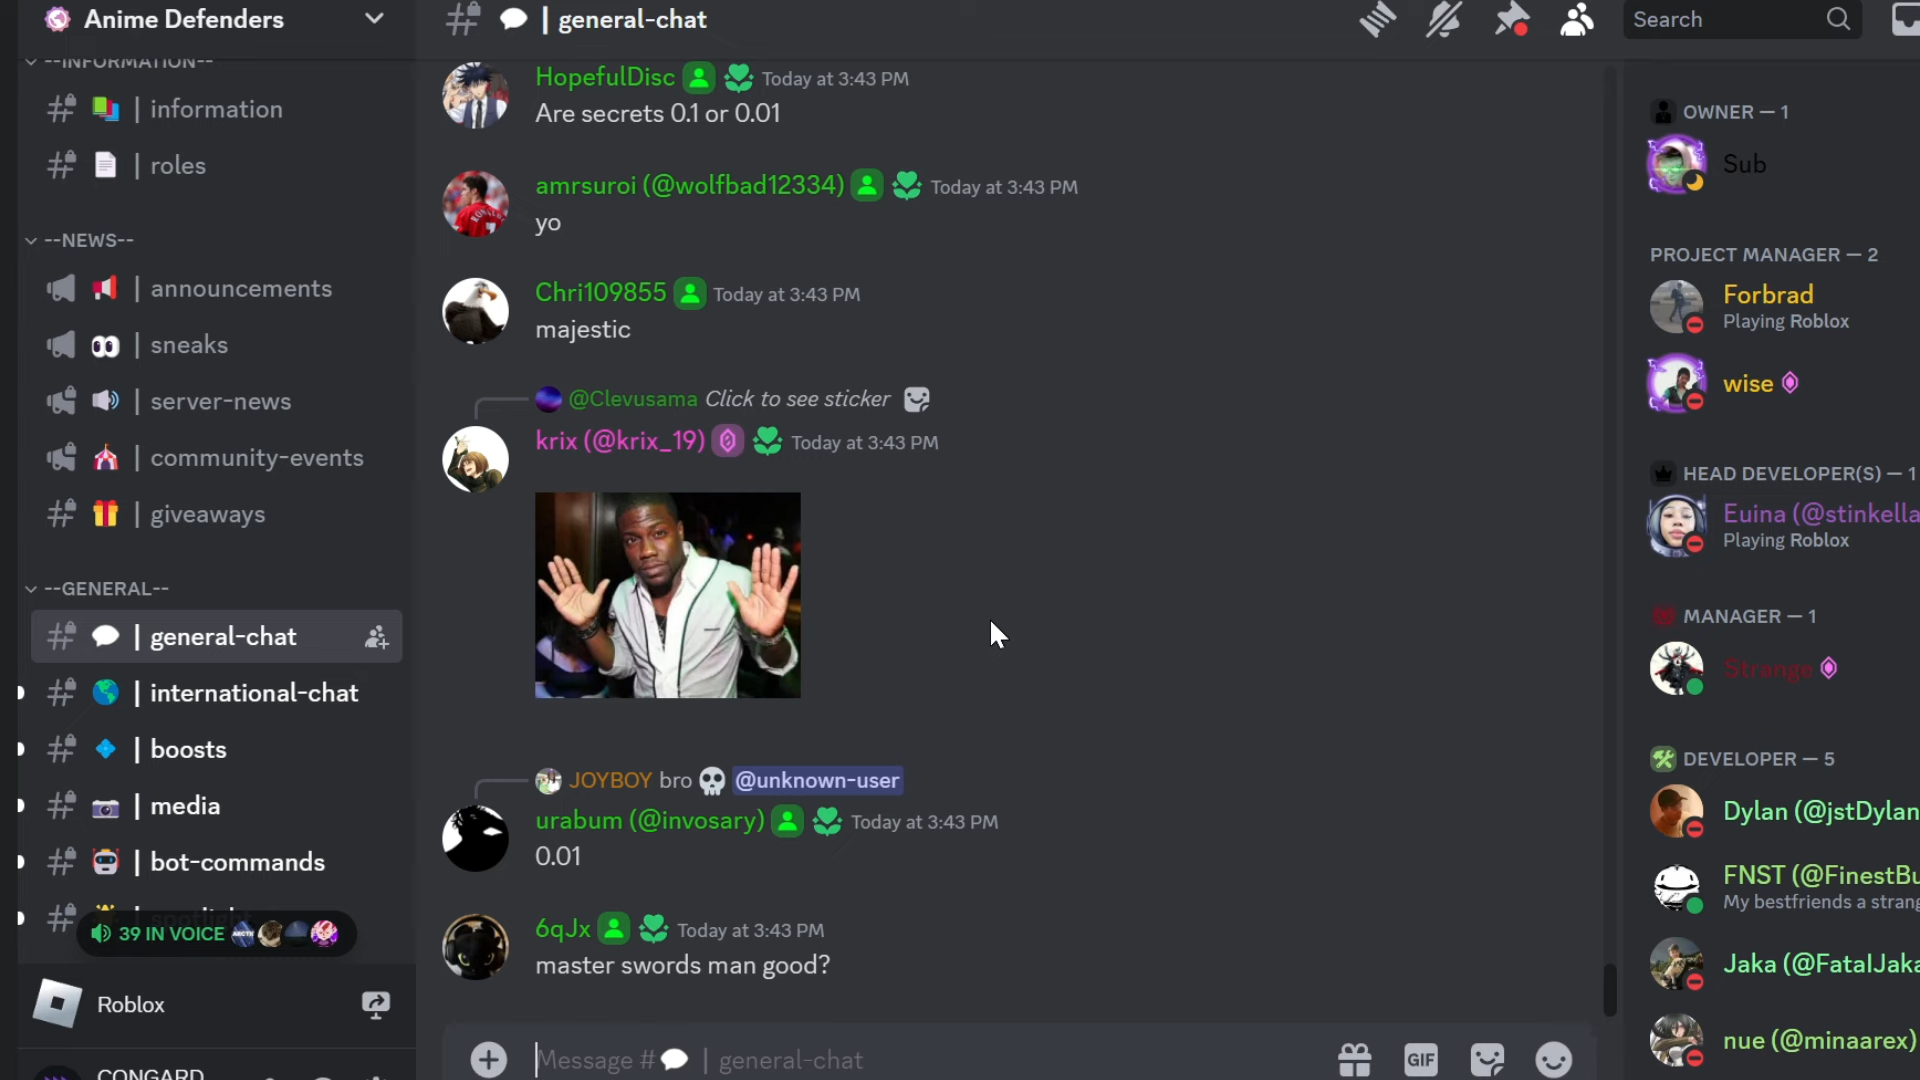 Anime Defenders
--INFORMATION--
information
roles
--NEWS--
announcements
sneaks
server-news
community-events
giveaways
--GENERAL--
general-chat
international-chat
boosts
media
bot-commands
spotlight
39 IN VOICE
Roblox
CONGARD
| general-chat
Search
HopefulDisc Today at 3:43 PM
Are secrets 0.1 or 0.01
amrsuroi (@wolfbad12334) Today at 3:43 PM
yo
Chri109855 Today at 3:43 PM
majestic
@Clevusama Click to see sticker
krix (@krix_19) Today at 3:43 PM
JOYBOY bro 💀 @unknown-user
urabum (@invosary) Today at 3:43 PM
0.01
6qJx Today at 3:43 PM
master swords man good?
Message # 💬 | general-chat
GIF
OWNER — 1
Sub
PROJECT MANAGER — 2
Forbrad
Playing Roblox
wise
HEAD DEVELOPER(S) — 1
Euina (@stinkella
Playing Roblox
MANAGER — 1
Strange
DEVELOPER — 5
Dylan (@jstDylan
FNST (@FinestBu
My bestfriends a strang
Jaka (@FatalJaka
nue (@minaarex)